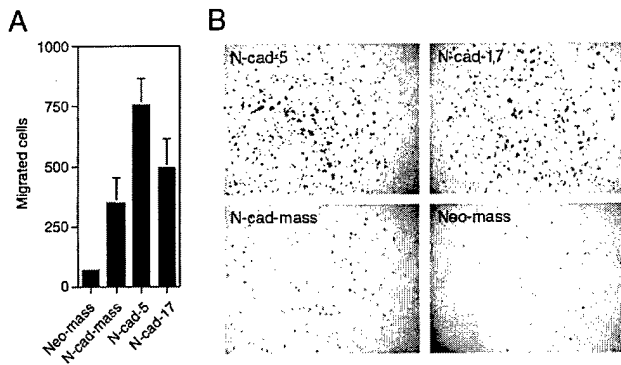 A
B
1000
750
500
250
0
Migrated cells
Neo-mass
N-cad-mass
N-cad-5
N-cad-17
N-cad-5
N-cad-17
N-cad-mass
Neo-mass